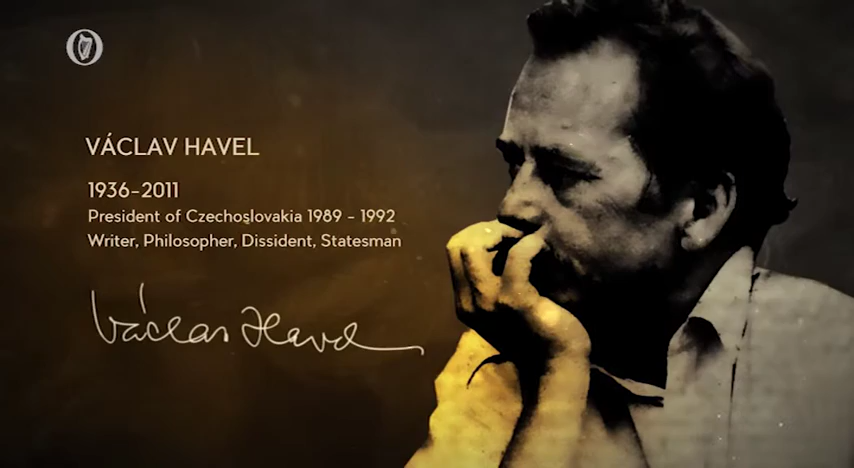 VÁCLAV HAVEL
1936-2011
President of Czechoslovakia 1989 - 1992
Writer, Philosopher, Dissident, Statesman
Václav Havel